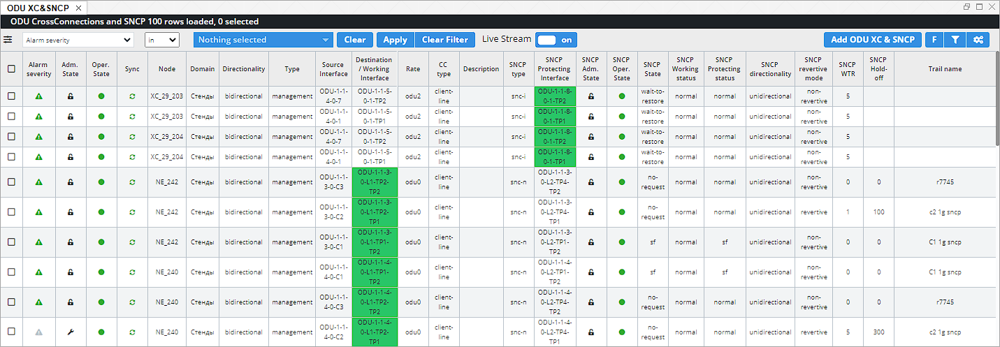 ODU XC&SNCP
ODU CrossConnections and SNCP 100 rows loaded, 0 selected
Alarm severity in Nothing selected Clear Apply Clear Filter Live Stream on Add ODU XC & SNCP F
Alarm severity Adm. State Oper. State Sync Node Domain Directionality Type Source Interface Destination / Working Interface Rate CC type Description SNCP type SNCP Protecting Interface SNCP Adm. State SNCP Oper. State SNCP State SNCP Working status SNCP Protecting status SNCP directionality SNCP revertive mode SNCP WTR SNCP Hold-off Trail name
XC_29_203 Стенды bidirectional management ODU-1-1-4-0-7 ODU-1-1-5-0-1-TP2 odu2 client-line snc-i ODU-1-1-8-0-1-TP2 wait-to-restore normal normal unidirectional non-revertive 5
XC_29_203 Стенды bidirectional management ODU-1-1-4-0-1 ODU-1-1-5-0-1-TP1 odu2 client-line snc-i ODU-1-1-8-0-1-TP1 wait-to-restore normal normal unidirectional non-revertive 5
XC_29_204 Стенды bidirectional management ODU-1-1-4-0-7 ODU-1-1-5-0-1-TP2 odu2 client-line snc-i ODU-1-1-8-0-1-TP2 wait-to-restore normal normal unidirectional non-revertive 5
XC_29_204 Стенды bidirectional management ODU-1-1-4-0-1 ODU-1-1-5-0-1-TP1 odu2 client-line snc-i ODU-1-1-8-0-1-TP1 wait-to-restore normal normal unidirectional non-revertive 5
NE_242 Стенды bidirectional management ODU-1-1-3-0-C3 ODU-1-1-3-0-L1-TP2-TP2 odu0 client-line snc-n ODU-1-1-3-0-L2-TP4-TP2 no-request normal normal unidirectional non-revertive 0 0 r7745
NE_242 Стенды bidirectional management ODU-1-1-3-0-C2 ODU-1-1-3-0-L1-TP2-TP1 odu0 client-line snc-n ODU-1-1-3-0-L2-TP4-TP1 no-request normal normal unidirectional revertive 1 100 c2 1g sncp
NE_242 Стенды bidirectional management ODU-1-1-3-0-C1 ODU-1-1-3-0-L1-TP1-TP2 odu0 client-line snc-n ODU-1-1-3-0-L2-TP1-TP2 sf normal sf unidirectional non-revertive 0 0 C1 1g sncp
NE_240 Стенды bidirectional management ODU-1-1-4-0-C1 ODU-1-1-4-0-L1-TP1-TP2 odu0 client-line snc-n ODU-1-1-4-0-L2-TP1-TP2 sf normal sf unidirectional non-revertive 0 0 C1 1g sncp
NE_240 Стенды bidirectional management ODU-1-1-4-0-C3 ODU-1-1-4-0-L1-TP2-TP2 odu0 client-line snc-n ODU-1-1-4-0-L2-TP4-TP2 no-request normal normal unidirectional non-revertive 0 0 r7745
NE_240 Стенды bidirectional management ODU-1-1-4-0-C2 ODU-1-1-4-0-L1-TP2-TP1 odu0 client-line snc-n ODU-1-1-4-0-L2-TP4-TP1 no-request normal normal unidirectional revertive 5 300 c2 1g sncp